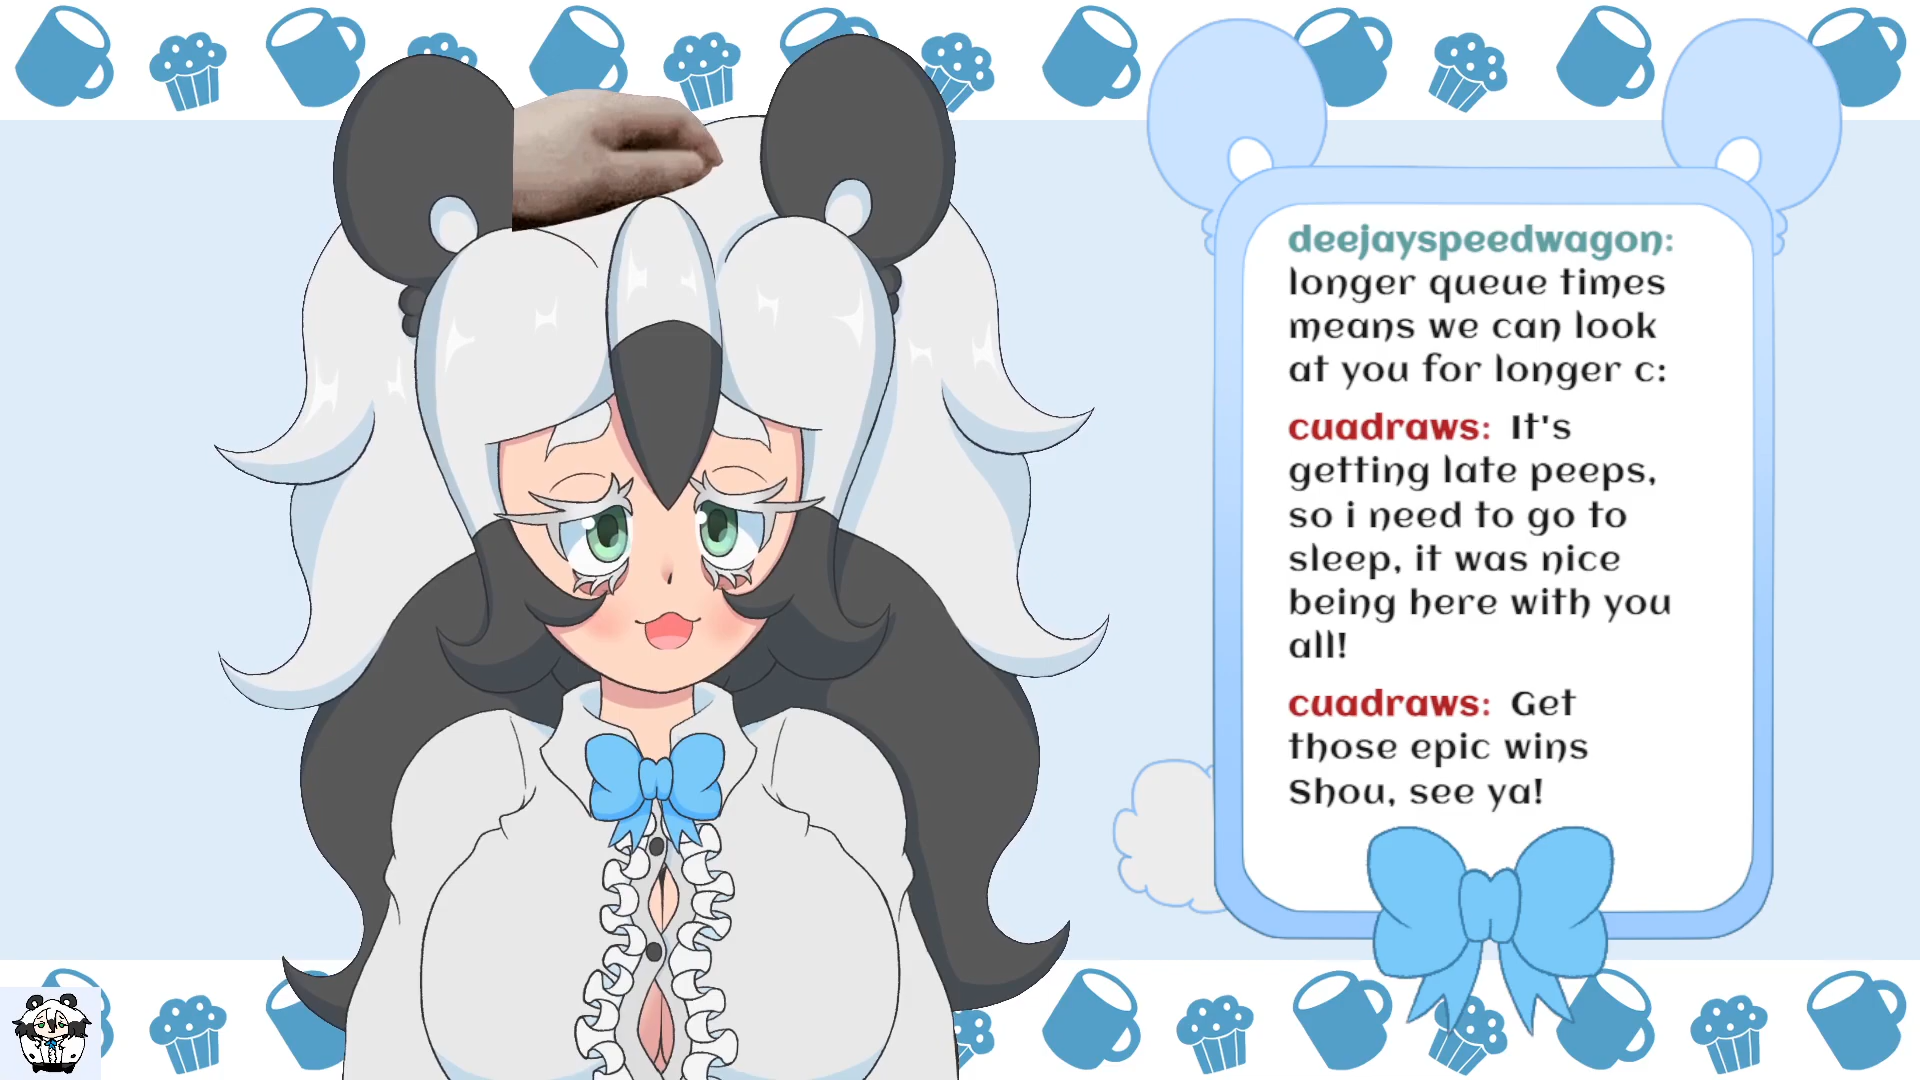 deejayspeedwagon:
longer queue times
means we can look
at you for longer c:
cuadraws: It's
getting late peeps,
so i need to go to
sleep, it was nice
being here with you
all!
cuadraws: Get
those epic wins
Shou, see ya!